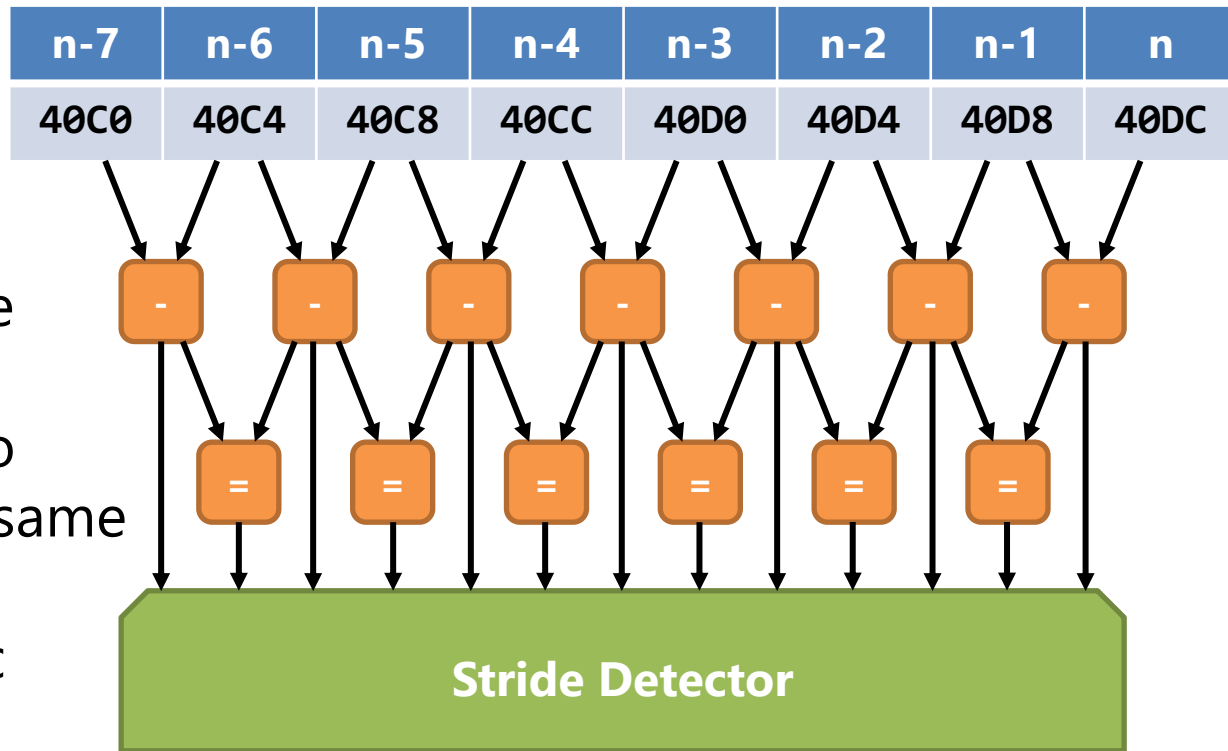 n-7 n-6 n-5 n-4 n-3 n-2 n-1 n
40C0 40C4 40C8 40CC 40D0 40D4 40D8 40DC
- - - - - - -
= = = = = =
same
Stride Detector